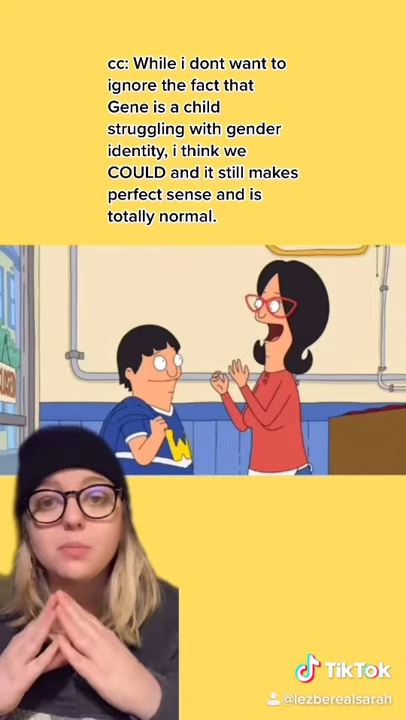 cc: While i dont want to
ignore the fact that
Gene is a child
struggling with gender
identity, i think we
COULD and it still makes
perfect sense and is
totally normal.
W
TikTok
@lezberealsarah